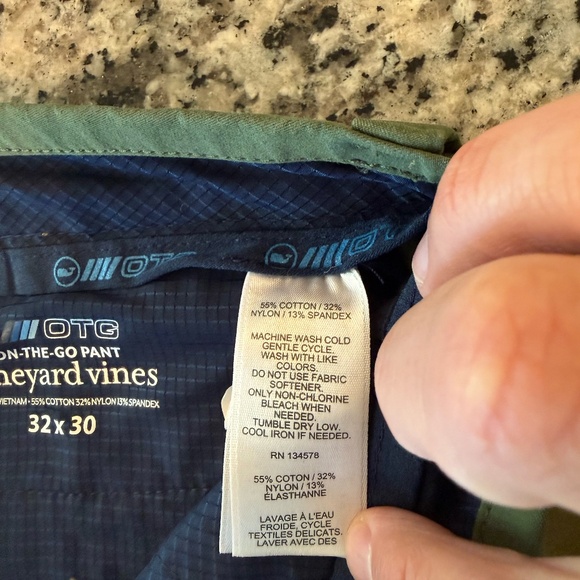 OTG
OTG
OTG
ON-THE-GO PANT
neyard vines
VIETNAM • 55% COTTON 32% NYLON 13% SPANDEX
32 x 30
55% COTTON / 32%
NYLON / 13% SPANDEX
MACHINE WASH COLD
GENTLE CYCLE.
WASH WITH LIKE
COLORS.
DO NOT USE FABRIC
SOFTENER.
ONLY NON-CHLORINE
BLEACH WHEN
NEEDED.
TUMBLE DRY LOW.
COOL IRON IF NEEDED.
RN 134578
55% COTON / 32%
NYLON / 13%
ÉLASTHANNE
LAVAGE À L'EAU
FROIDE, CYCLE
TEXTILES DÉLICATS.
LAVER AVEC DES